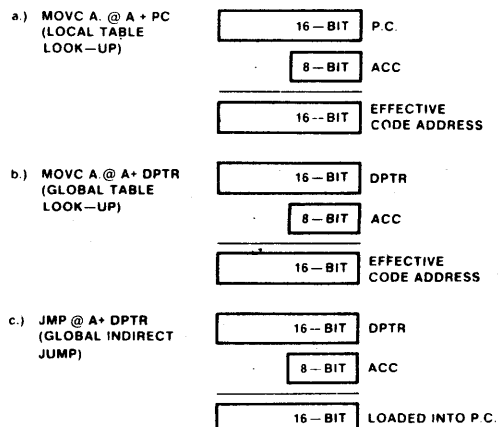 a.) MOVC A. @ A + PC
(LOCAL TABLE
LOOK—UP)
16—BIT P.C.
8—BIT ACC
16--BIT EFFECTIVE
CODE ADDRESS
b.) MOVC A.@ A+ DPTR
(GLOBAL TABLE
LOOK—UP)
16—BIT DPTR
8—BIT ACC
16—BIT EFFECTIVE
CODE ADDRESS
c.) JMP @ A+ DPTR
(GLOBAL INDIRECT
JUMP)
16—BIT DPTR
8—BIT ACC
16—BIT LOADED INTO P.C.